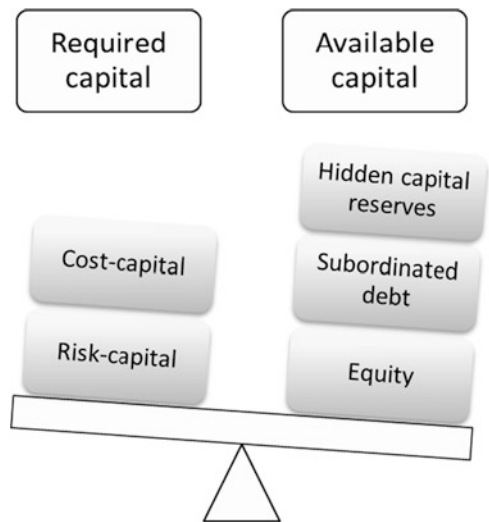 Required
capital
Available
capital
Hidden capital
reserves
Cost-capital
Subordinated
debt
Risk-capital
Equity